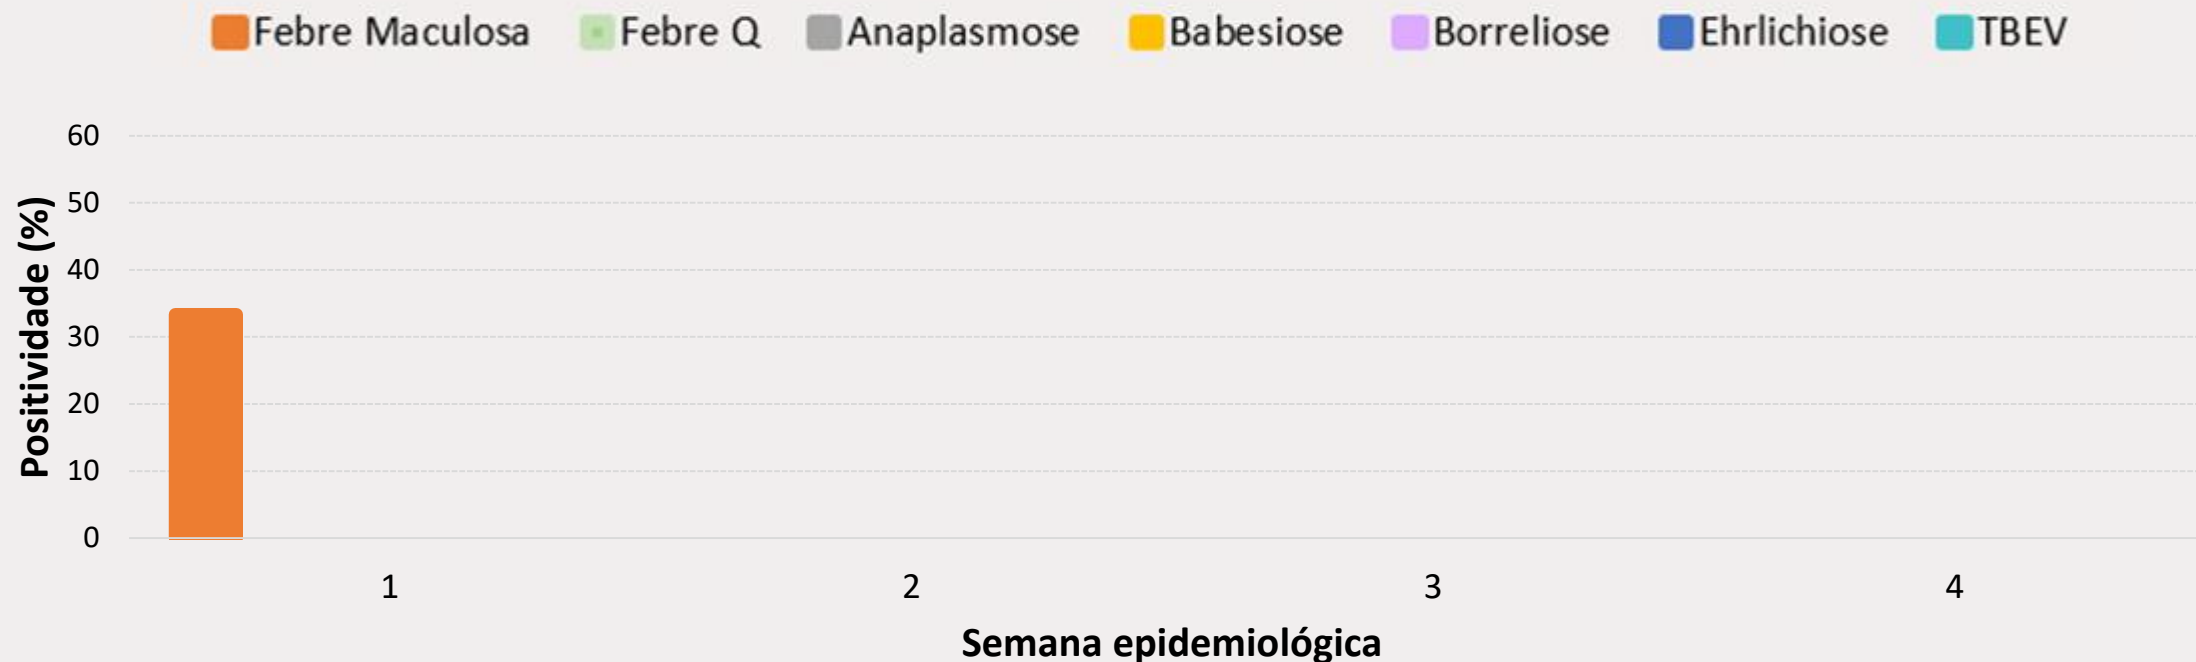 Febre Maculosa Febre Q Anaplasmose Babesiose Borreliose Ehrlichiose TBEV
Positividade (%)
60
50
40
30
20
10
0
1 2 3 4
Semana epidemiológica